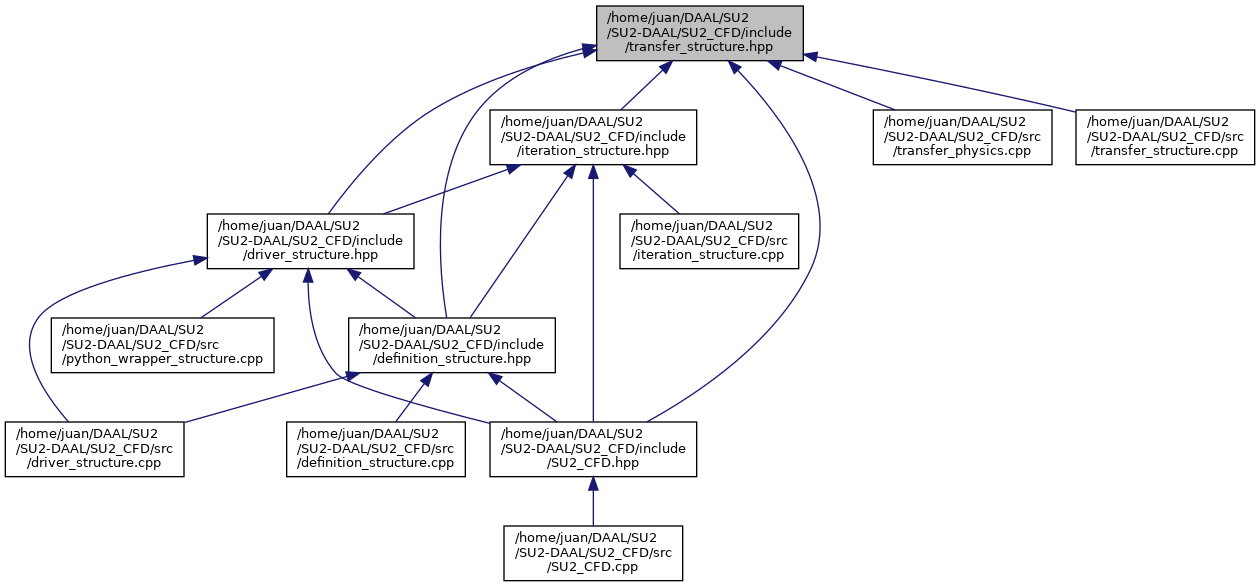 /home/juan/DAAL/SU2
/SU2-DAAL/SU2_CFD/include
/transfer_structure.hpp
/home/juan/DAAL/SU2
/SU2-DAAL/SU2_CFD/include
/iteration_structure.hpp
/home/juan/DAAL/SU2
/SU2-DAAL/SU2_CFD/src
/transfer_physics.cpp
/home/juan/DAAL/SU2
/SU2-DAAL/SU2_CFD/src
/transfer_structure.cpp
/home/juan/DAAL/SU2
/SU2-DAAL/SU2_CFD/include
/driver_structure.hpp
/home/juan/DAAL/SU2
/SU2-DAAL/SU2_CFD/src
/iteration_structure.cpp
/home/juan/DAAL/SU2
/SU2-DAAL/SU2_CFD/src
/python_wrapper_structure.cpp
/home/juan/DAAL/SU2
/SU2-DAAL/SU2_CFD/include
/definition_structure.hpp
/home/juan/DAAL/SU2
/SU2-DAAL/SU2_CFD/src
/driver_structure.cpp
/home/juan/DAAL/SU2
/SU2-DAAL/SU2_CFD/src
/definition_structure.cpp
/home/juan/DAAL/SU2
/SU2-DAAL/SU2_CFD/include
/SU2_CFD.hpp
/home/juan/DAAL/SU2
/SU2-DAAL/SU2_CFD/src
/SU2_CFD.cpp